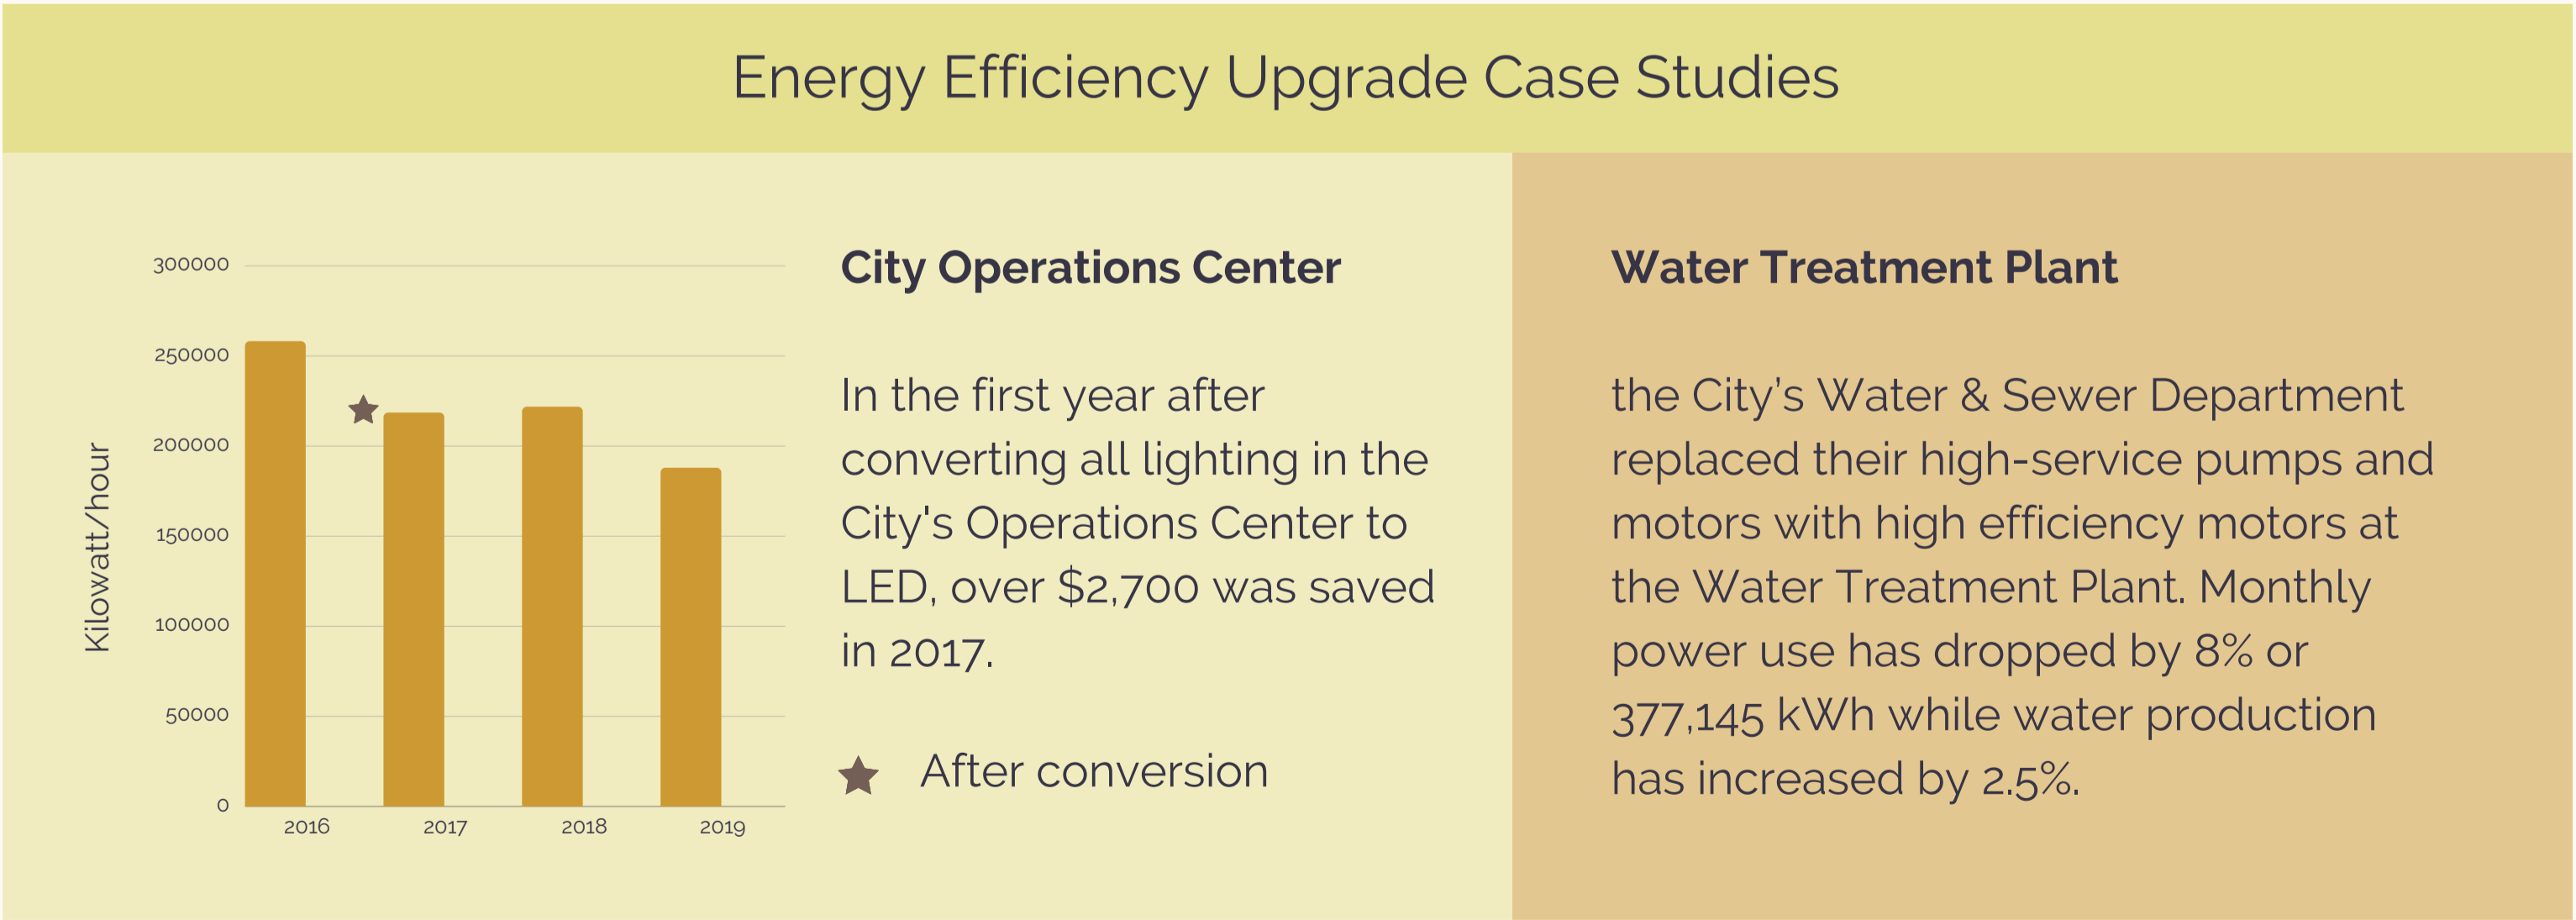 Energy Efficiency Upgrade Case Studies
Kilowatt/hour
300000
250000
200000
150000
100000
50000
0
2016
2017
2018
2019
City Operations Center
In the first year after
converting all lighting in the
City's Operations Center to
LED, over $2,700 was saved
in 2017.
After conversion
Water Treatment Plant
the City’s Water & Sewer Department
replaced their high-service pumps and
motors with high efficiency motors at
the Water Treatment Plant. Monthly
power use has dropped by 8% or
377,145 kWh while water production
has increased by 2.5%.